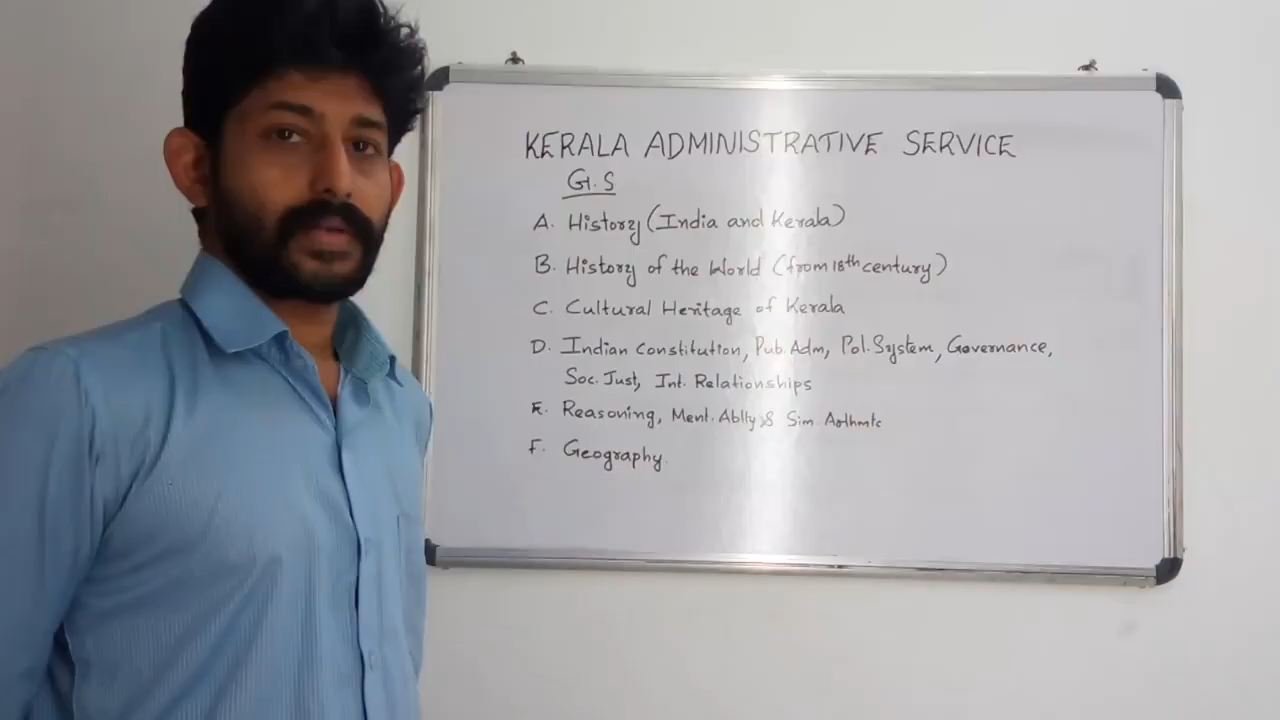 KERALA ADMINISTRATIVE SERVICE
G.S
A. History (India and Kerala)
B. History of the World (from 18th century)
C. Cultural Heritage of Kerala
D. Indian Constitution, Pub. Adm, Pol. System, Governance,
Soc. Just, Int. Relationships
E. Reasoning, Ment. Ablty & Sim Arthmtc
F. Geography.